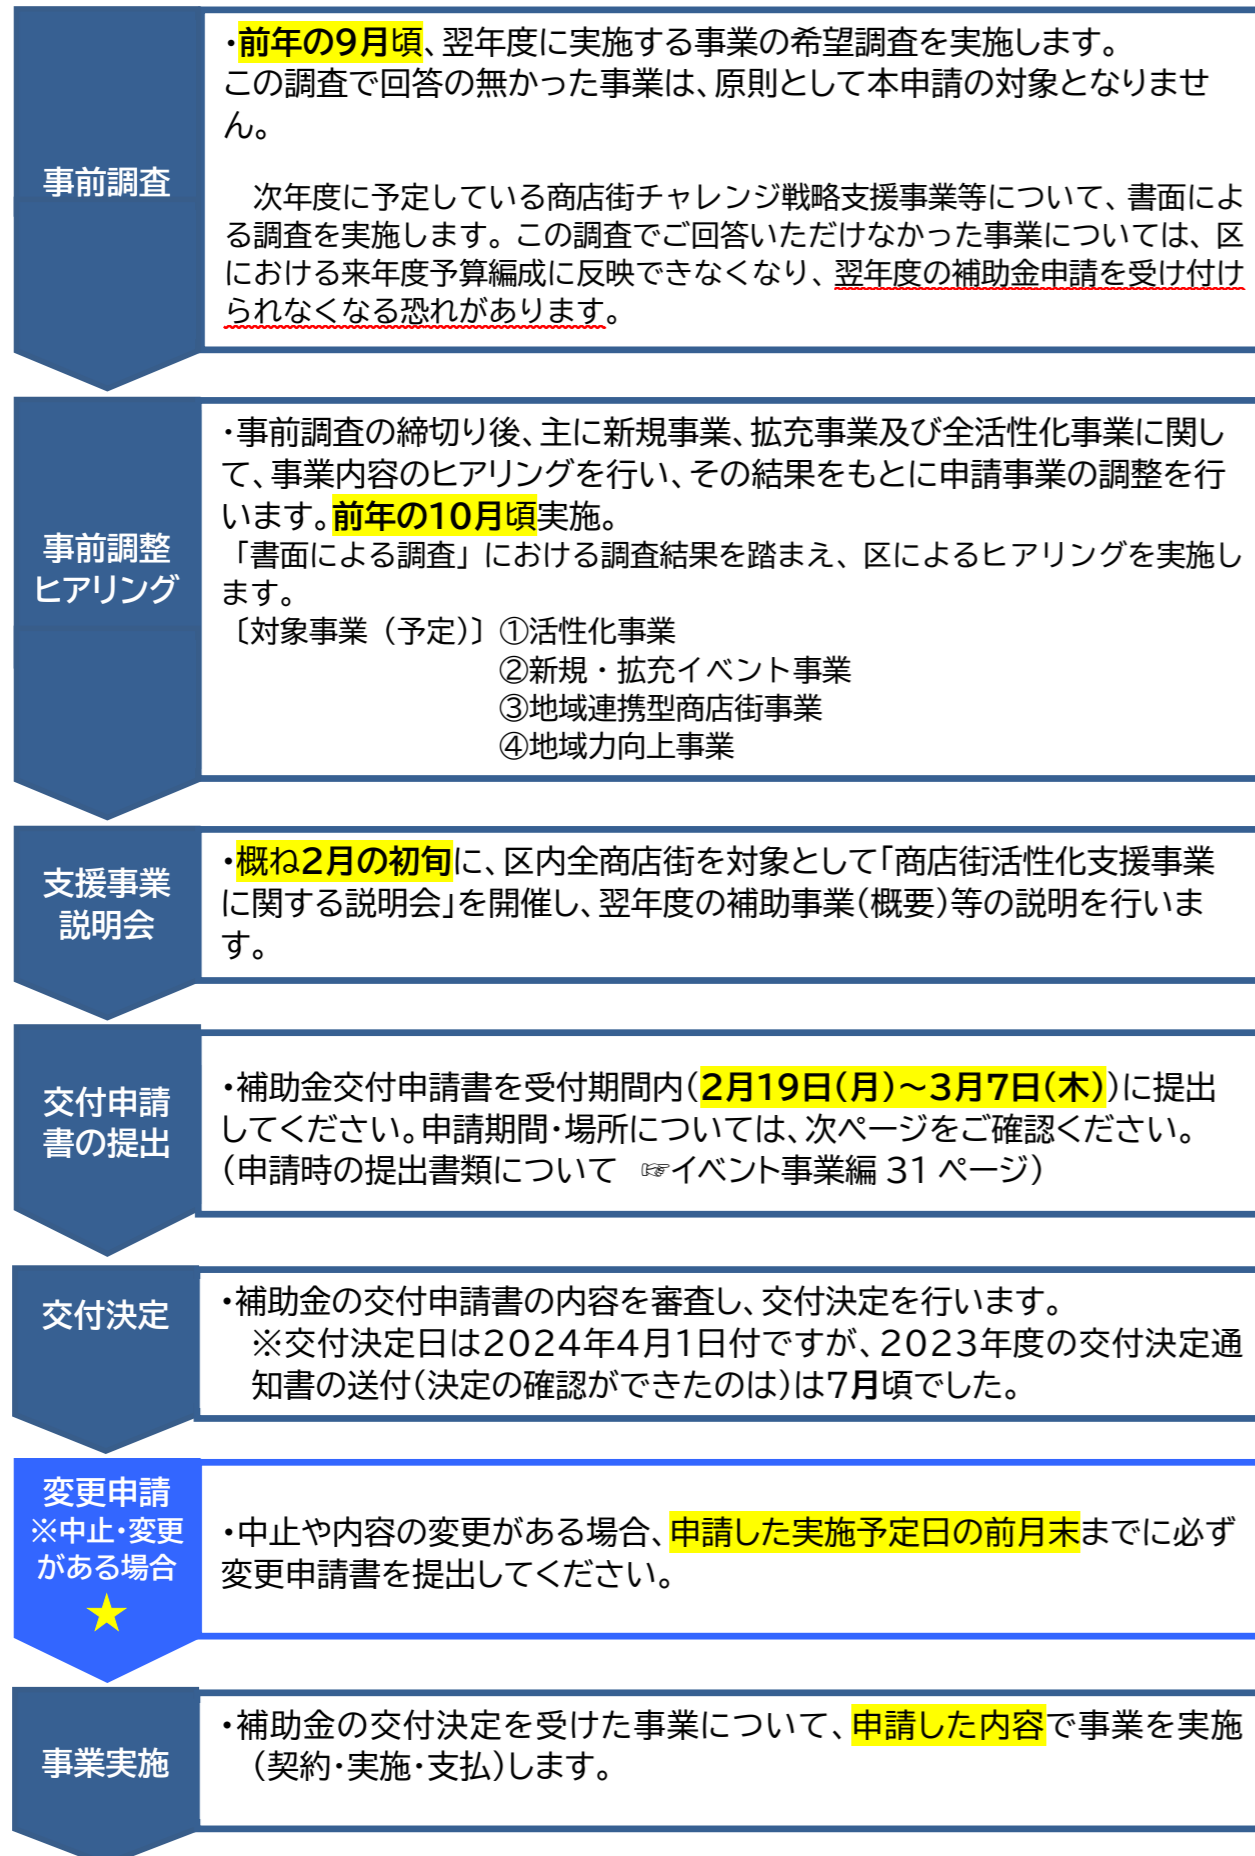 事前調査
・前年の9月頃、翌年度に実施する事業の希望調査を実施します。
この調査で回答の無かった事業は、原則として本申請の対象となりませ
ん。
次年度に予定している商店街チャレンジ戦略支援事業等について、書面によ
る調査を実施します。この調査でご回答いただけなかった事業については、区
における来年度予算編成に反映できなくなり、翌年度の補助金申請を受け付け
られなくなる恐れがあります。
事前調整
ヒアリング
・事前調査の締切り後、主に新規事業、拡充事業及び全活性化事業に関し
て、事業内容のヒアリングを行い、その結果をもとに申請事業の調整を行
います。前年の10月頃実施。
「書面による調査」における調査結果を踏まえ、区によるヒアリングを実施し
ます。
〔対象事業（予定）〕①活性化事業
②新規・拡充イベント事業
③地域連携型商店街事業
④地域力向上事業
支援事業
説明会
・概ね2月の初旬に、区内全商店街を対象として「商店街活性化支援事業
に関する説明会」を開催し、翌年度の補助事業(概要)等の説明を行いま
す。
交付申請
書の提出
・補助金交付申請書を受付期間内(2月19日(月)～3月7日(木))に提出
してください。申請期間・場所については、次ページをご確認ください。
(申請時の提出書類について ☞イベント事業編 31 ページ)
交付決定
・補助金の交付申請書の内容を審査し、交付決定を行います。
※交付決定日は2024年4月1日付ですが、2023年度の交付決定通
知書の送付(決定の確認ができたのは)は7月頃でした。
変更申請
※中止・変更
がある場合
★
・中止や内容の変更がある場合、申請した実施予定日の前月末までに必ず
変更申請書を提出してください。
事業実施
・補助金の交付決定を受けた事業について、申請した内容で事業を実施
(契約・実施・支払)します。